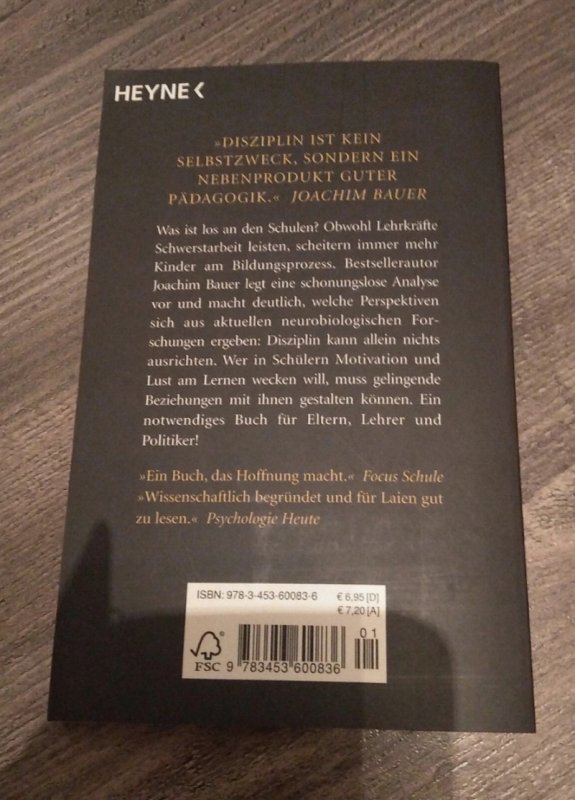 HEYNE<
»DISZIPLIN IST KEIN
SELBSTZWECK, SONDERN EIN
NEBENPRODUKT GUTER
PÄDAGOGIK.« JOACHIM BAUER
Was ist los an den Schulen? Obwohl Lehrkräfte
Schwerstarbeit leisten, scheitern immer mehr
Kinder am Bildungsprozess. Bestsellerautor
Joachim Bauer legt eine schonungslose Analyse
vor und macht deutlich, welche Perspektiven
sich aus aktuellen neurobiologischen For-
schungen ergeben: Disziplin kann allein nichts
ausrichten. Wer in Schülern Motivation und
Lust am Lernen wecken will, muss gelingende
Beziehungen mit ihnen gestalten können. Ein
notwendiges Buch für Eltern, Lehrer und
Politiker!
»Ein Buch, das Hoffnung macht.« Focus Schule
»Wissenschaftlich begründet und für Laien gut
zu lesen.« Psychologie Heute
ISBN: 978-3-453-60083-6 € 6,95 [D]
€ 7,20 [A]
01
FSC 9 783453 600836